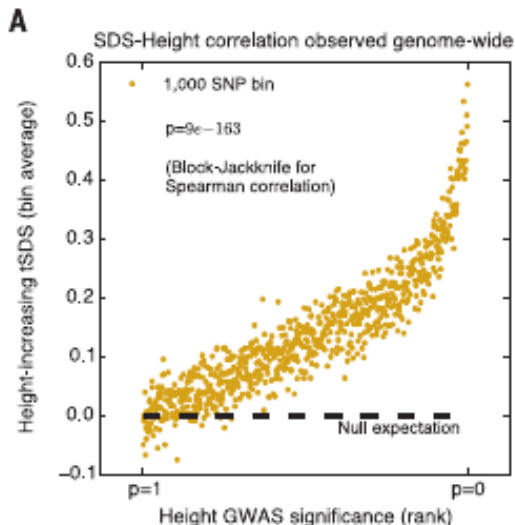 A
SDS-Height correlation observed genome-wide
1,000 SNP bin
p=9e−163
(Block-Jackknife for
Spearman correlation)
Height-increasing tSDS (bin average)
0.6
0.5
0.4
0.3
0.2
0.1
0.0
−0.1
Null expectation
p=1
p=0
Height GWAS significance (rank)